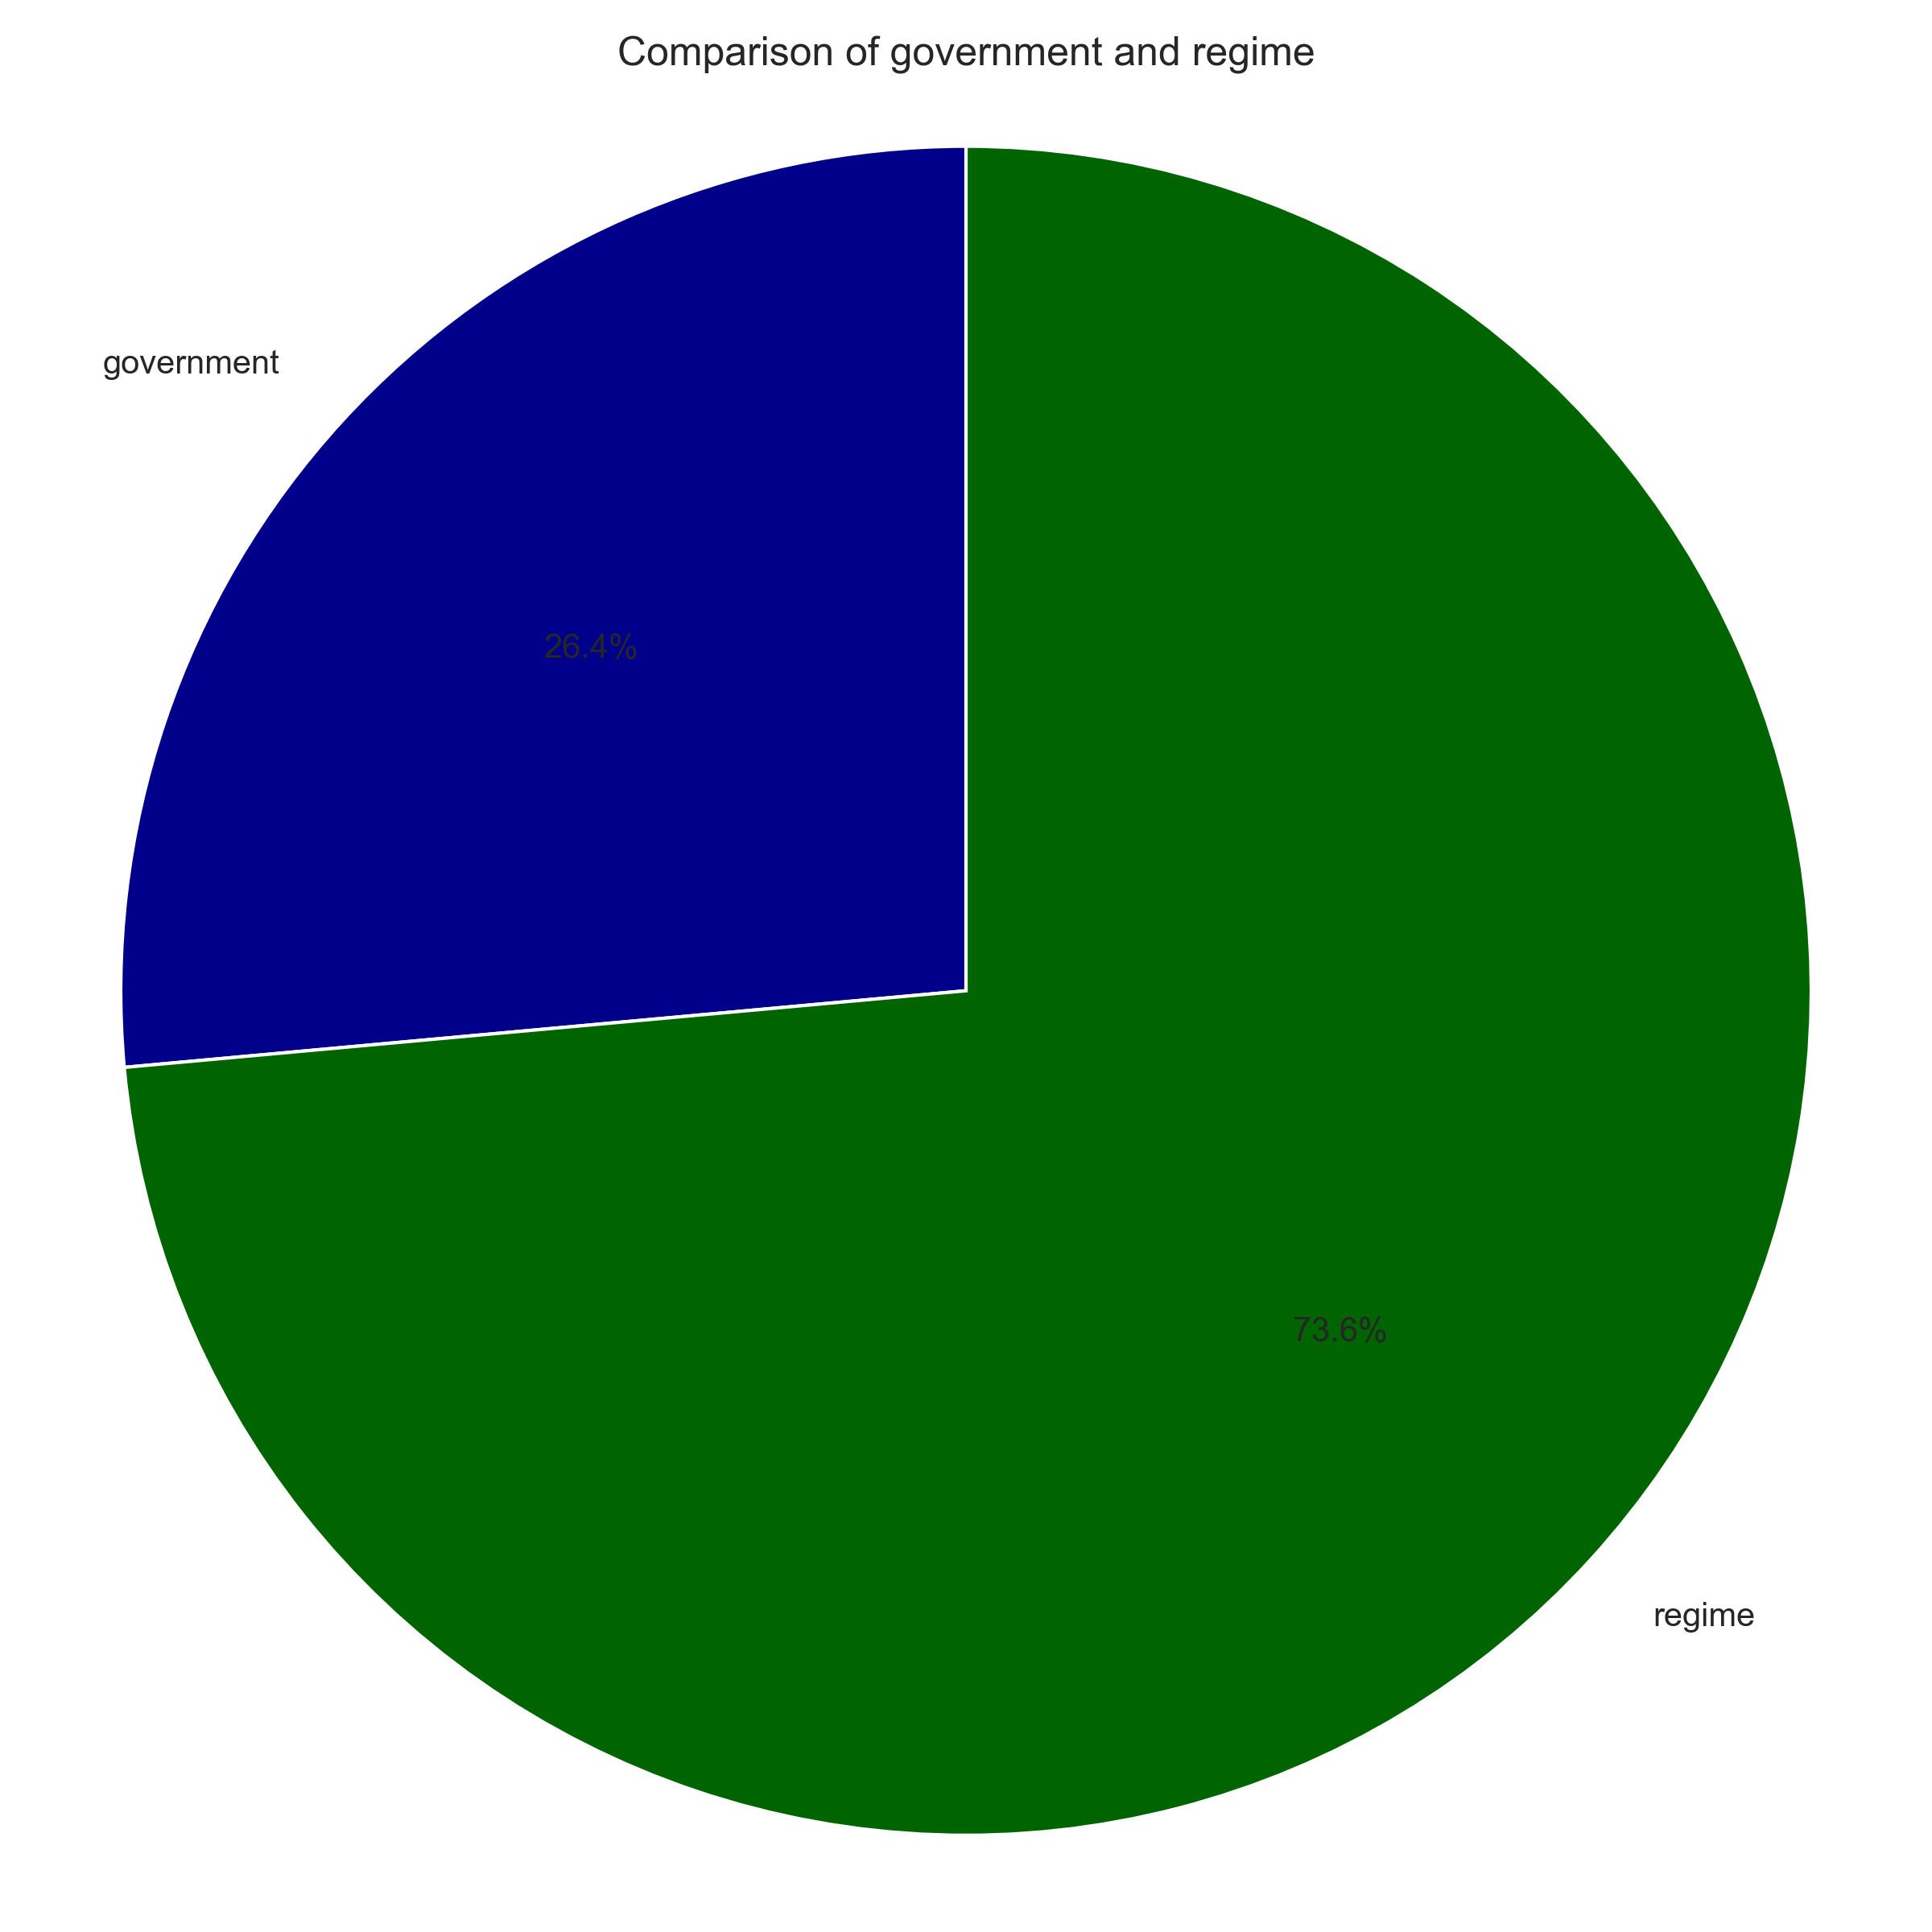 Comparison of government and regime
government
26.4%
73.6%
regime